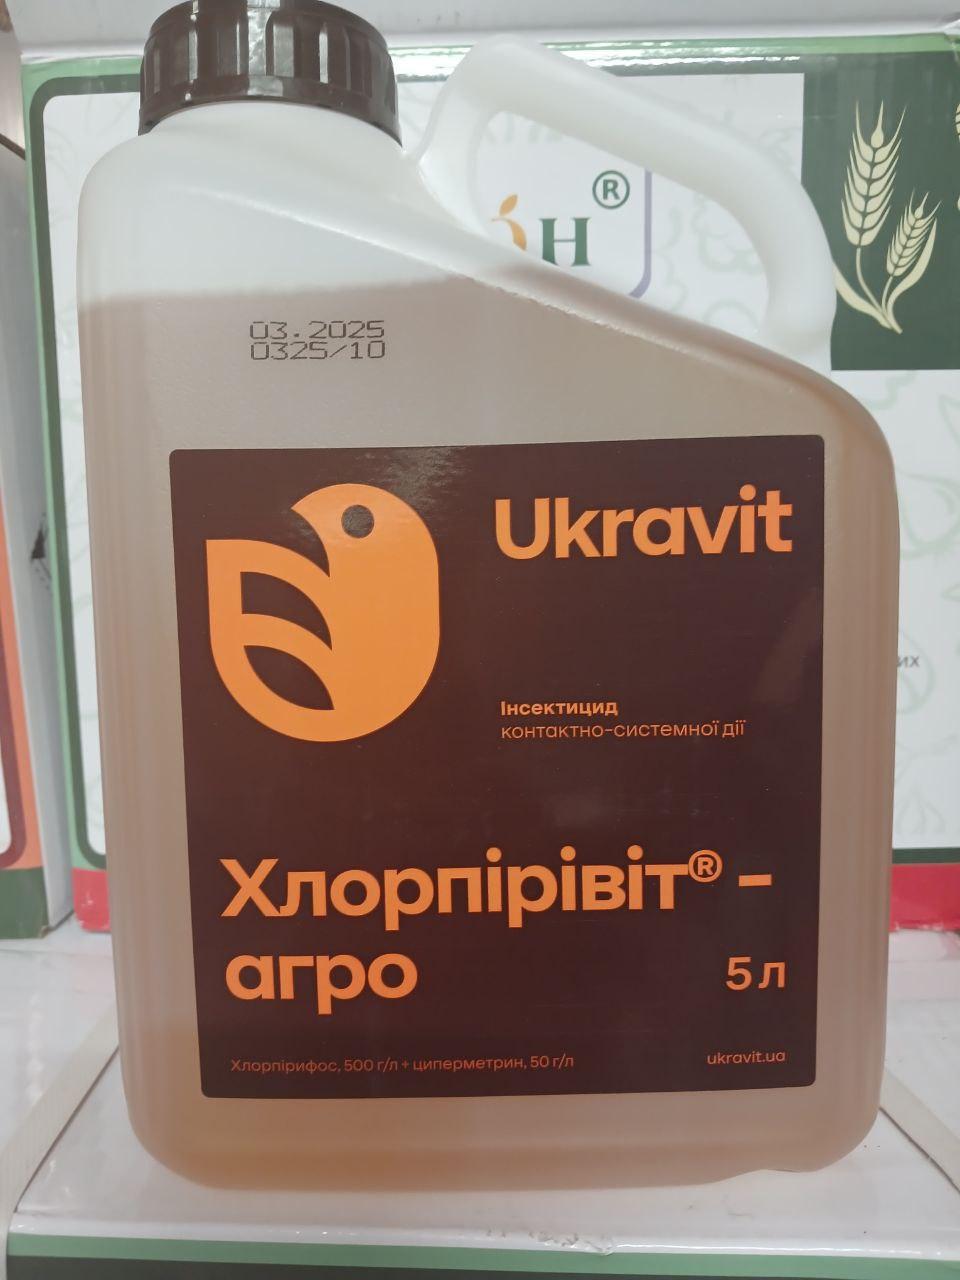 Н®
03.2025
0325/10
Ukravit
Інсектицид
контактно-системної дії
Хлорпірівіт® -
агро
5 л
Хлорпірифос, 500 г/л + циперметрин, 50 г/л
ukravit.ua